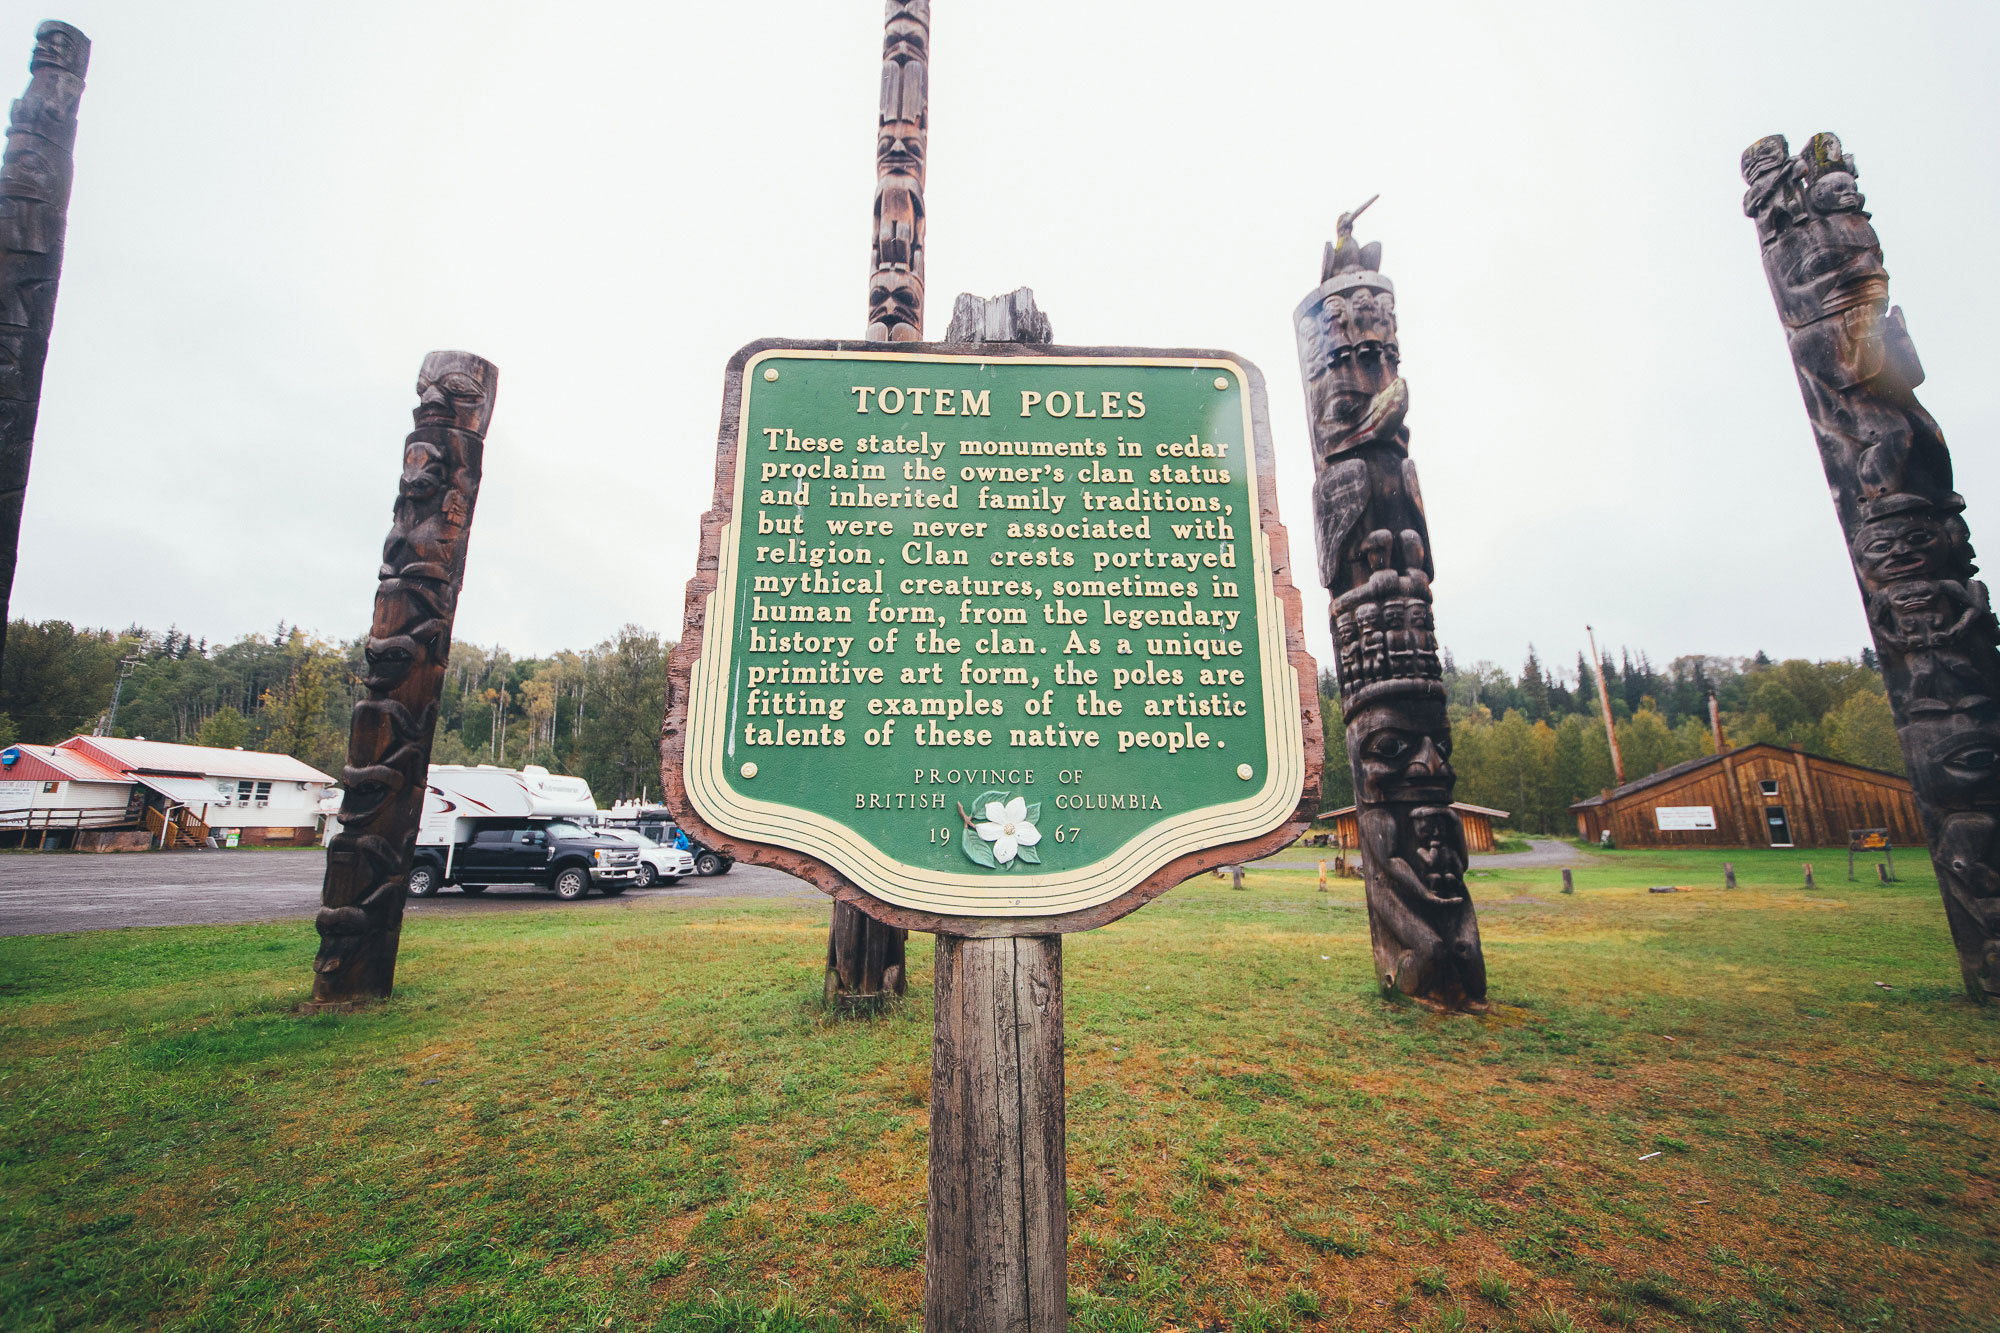 TOTEM POLES
These stately monuments in cedar
proclaim the owner's clan status
and inherited family traditions,
but were never associated with
religion. Clan crests portrayed
mythical creatures, sometimes in
human form, from the legendary
history of the clan. As a unique
primitive art form, the poles are
fitting examples of the artistic
talents of these native people.
PROVINCE OF
BRITISH COLUMBIA
19 67